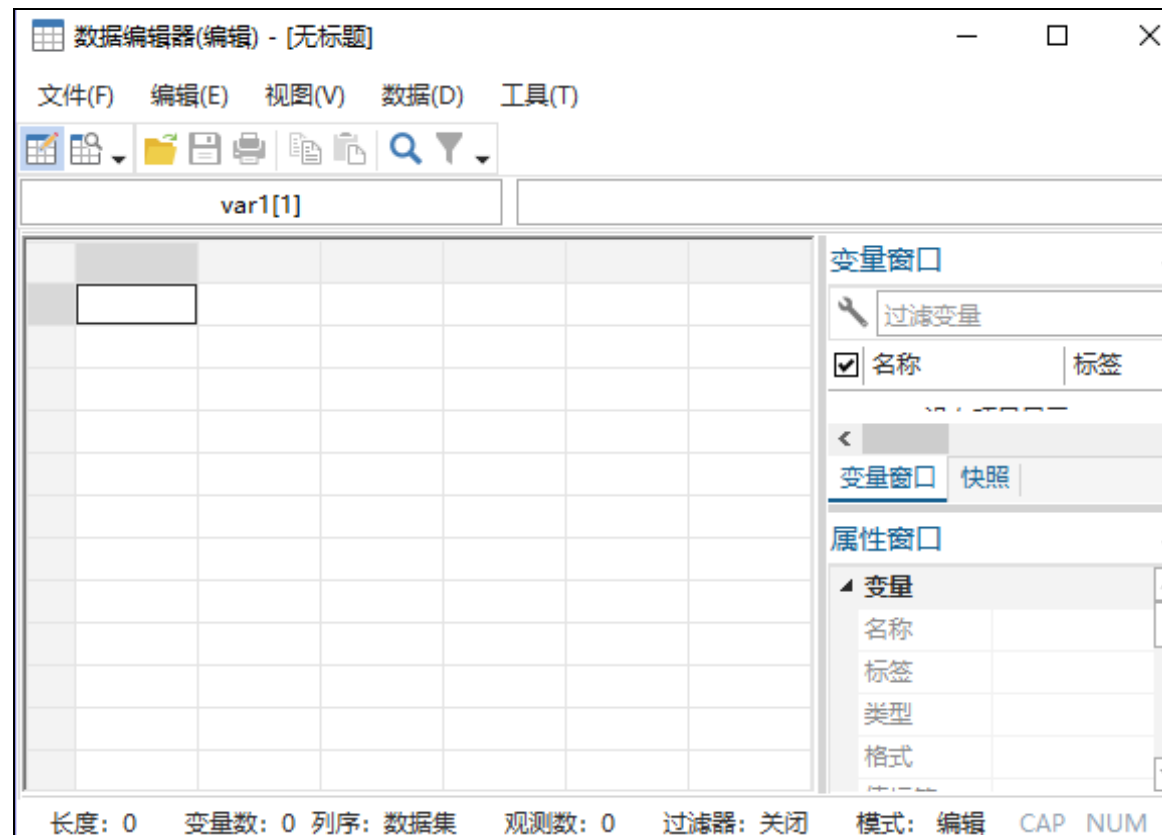 数据编辑器(编辑) - [无标题]
文件(F) 编辑(E) 视图(V) 数据(D) 工具(T)
var1[1]
变量窗口
过滤变量
名称 标签
变量窗口 快照
属性窗口
变量
名称
标签
类型
格式
长度: 0 变量数: 0 列序: 数据集 观测数: 0 过滤器: 关闭 模式: 编辑 CAP NUM